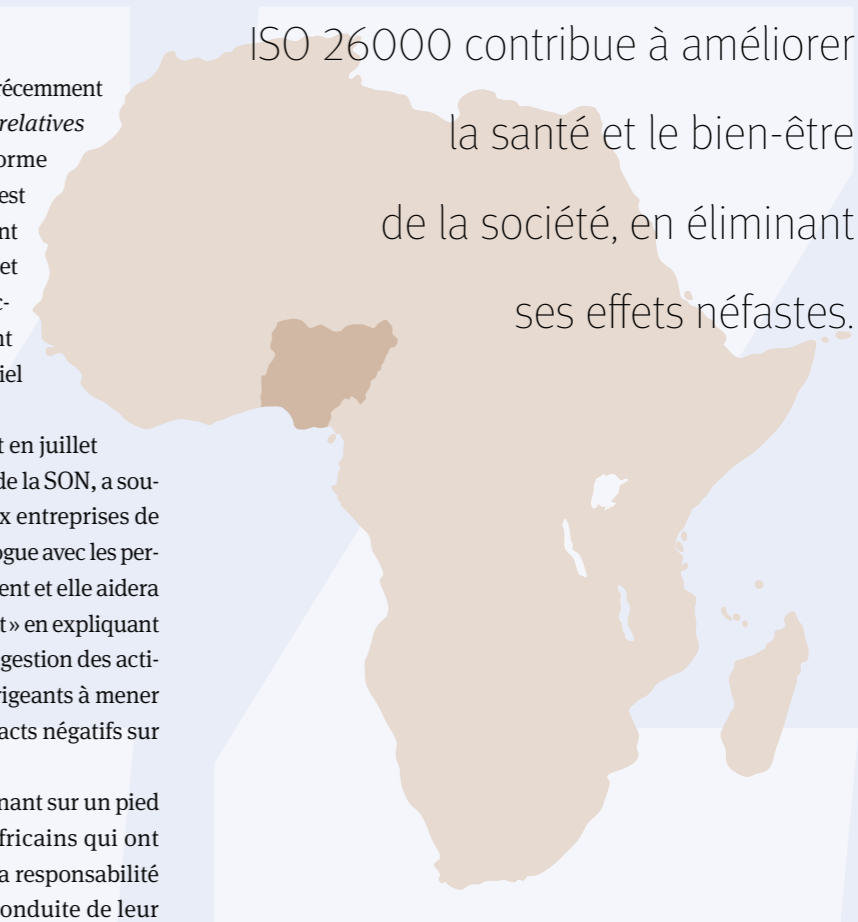 ISO 26000 contribue à améliorer
la santé et le bien-être
de la société, en éliminant
ses effets néfastes.
récemment
relatives
orme
est
nt
et
c-
nt
iel
t en juillet
de la SON, a sou-
x entreprises de
ogue avec les per-
ent et elle aidera
t» en expliquant
gestion des acti-
rigeants à mener
acts négatifs sur
nant sur un pied
fricains qui ont
a responsabilité
onduite de leur